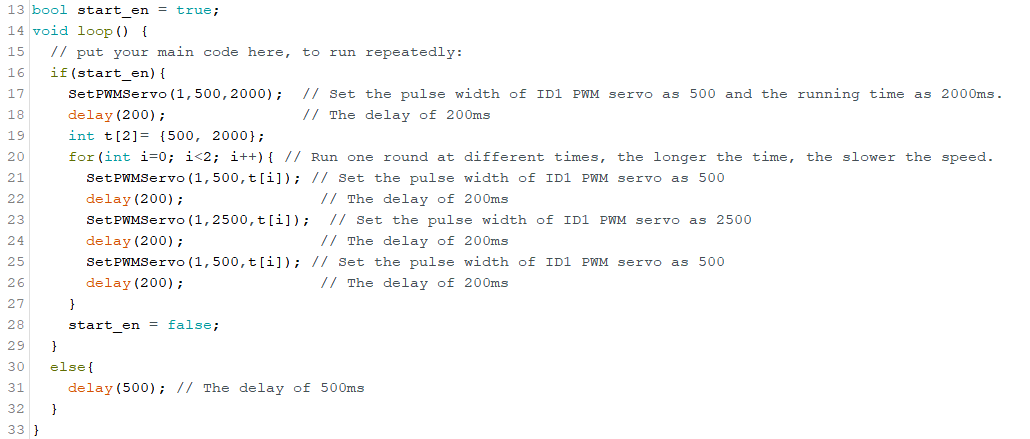 13 bool start_en = true;
14 void loop() {
15   // put your main code here, to run repeatedly:
16   if(start_en){
17     SetPWMServo(1,500,2000);  // Set the pulse width of ID1 PWM servo as 500 and the running time as 2000ms.
18     delay(200);               // The delay of 200ms
19     int t[2]= {500, 2000};
20     for(int i=0; i<2; i++){ // Run one round at different times, the longer the time, the slower the speed.
21       SetPWMServo(1,500,t[i]); // Set the pulse width of ID1 PWM servo as 500
22       delay(200);               // The delay of 200ms
23       SetPWMServo(1,2500,t[i]);  // Set the pulse width of ID1 PWM servo as 2500
24       delay(200);               // The delay of 200ms
25       SetPWMServo(1,500,t[i]); // Set the pulse width of ID1 PWM servo as 500
26       delay(200);               // The delay of 200ms
27     }
28     start_en = false;
29   }
30   else{
31     delay(500); // The delay of 500ms
32   }
33 }